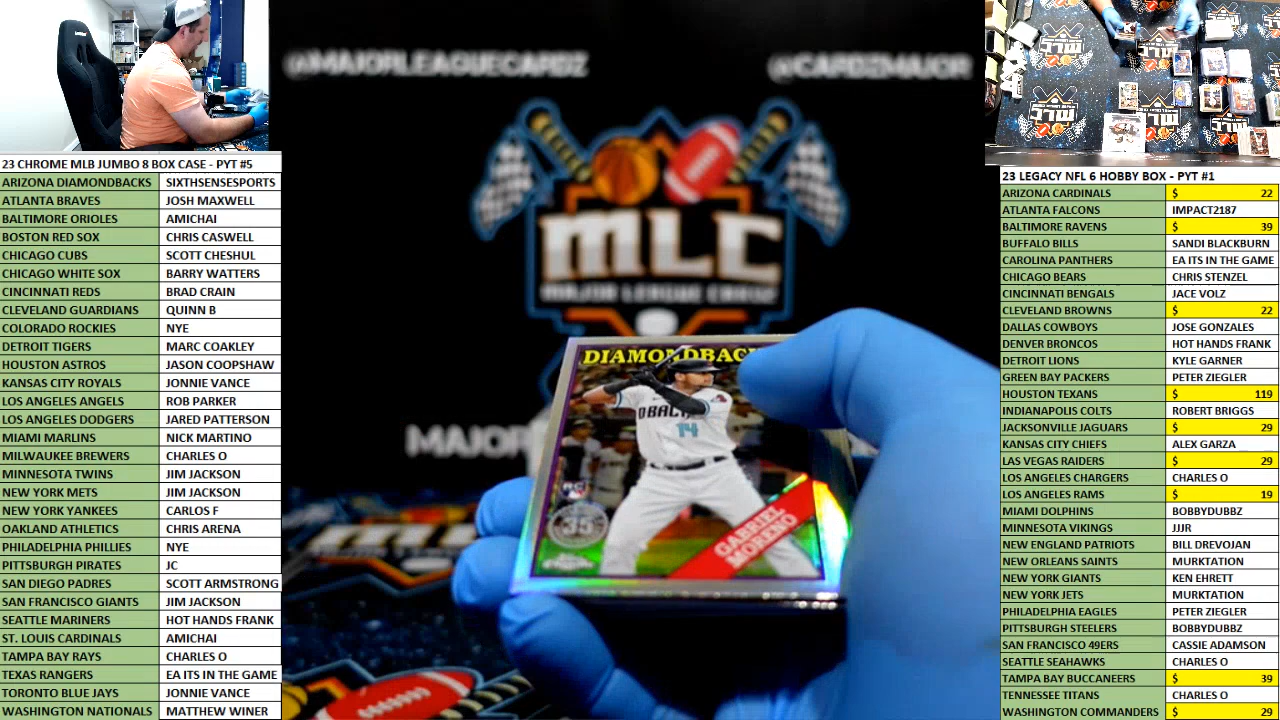 23 CHROME MLB JUMBO 8 BOX CASE - PYT #5
ARIZONA DIAMONDBACKS SIXTHSENSESPORTS
ATLANTA BRAVES JOSH MAXWELL
BALTIMORE ORIOLES AMICHAI
BOSTON RED SOX CHRIS CASWELL
CHICAGO CUBS SCOTT CHESHUL
CHICAGO WHITE SOX BARRY WATTERS
CINCINNATI REDS BRAD CRAIN
CLEVELAND GUARDIANS QUINN B
COLORADO ROCKIES NYE
DETROIT TIGERS MARC COAKLEY
HOUSTON ASTROS JASON COOPSHAW
KANSAS CITY ROYALS JONNIE VANCE
LOS ANGELES ANGELS ROB PARKER
LOS ANGELES DODGERS JARED PATTERSON
MIAMI MARLINS NICK MARTINO
MILWAUKEE BREWERS CHARLES O
MINNESOTA TWINS JIM JACKSON
NEW YORK METS JIM JACKSON
NEW YORK YANKEES CARLOS F
OAKLAND ATHLETICS CHRIS ARENA
PHILADELPHIA PHILLIES NYE
PITTSBURGH PIRATES JC
SAN DIEGO PADRES SCOTT ARMSTRONG
SAN FRANCISCO GIANTS JIM JACKSON
SEATTLE MARINERS HOT HANDS FRANK
ST. LOUIS CARDINALS AMICHAI
TAMPA BAY RAYS CHARLES O
TEXAS RANGERS EA ITS IN THE GAME
TORONTO BLUE JAYS JONNIE VANCE
WASHINGTON NATIONALS MATTHEW WINER
@MAJORLEAGUECARDZ
@CARDZMAJOR
MLC
MAJOR LEAGUE CARDZ
MAJOR
DIAMONDBAC
DBAC
14
RC
35
Chrome
GABRIEL
MORENO
MLC
23 LEGACY NFL 6 HOBBY BOX - PYT #1
ARIZONA CARDINALS $ 22
ATLANTA FALCONS IMPACT2187
BALTIMORE RAVENS $ 39
BUFFALO BILLS SANDI BLACKBURN
CAROLINA PANTHERS EA ITS IN THE GAME
CHICAGO BEARS CHRIS STENZEL
CINCINNATI BENGALS JACE VOLZ
CLEVELAND BROWNS $ 22
DALLAS COWBOYS JOSE GONZALES
DENVER BRONCOS HOT HANDS FRANK
DETROIT LIONS KYLE GARNER
GREEN BAY PACKERS PETER ZIEGLER
HOUSTON TEXANS $ 119
INDIANAPOLIS COLTS ROBERT BRIGGS
JACKSONVILLE JAGUARS $ 29
KANSAS CITY CHIEFS ALEX GARZA
LAS VEGAS RAIDERS $ 29
LOS ANGELES CHARGERS CHARLES O
LOS ANGELES RAMS $ 19
MIAMI DOLPHINS BOBBYDUBBZ
MINNESOTA VIKINGS JJJR
NEW ENGLAND PATRIOTS BILL DREVOJAN
NEW ORLEANS SAINTS MURKTATION
NEW YORK GIANTS KEN EHRETT
NEW YORK JETS MURKTATION
PHILADELPHIA EAGLES PETER ZIEGLER
PITTSBURGH STEELERS BOBBYDUBBZ
SAN FRANCISCO 49ERS CASSIE ADAMSON
SEATTLE SEAHAWKS CHARLES O
TAMPA BAY BUCCANEERS $ 39
TENNESSEE TITANS CHARLES O
WASHINGTON COMMANDERS $ 29